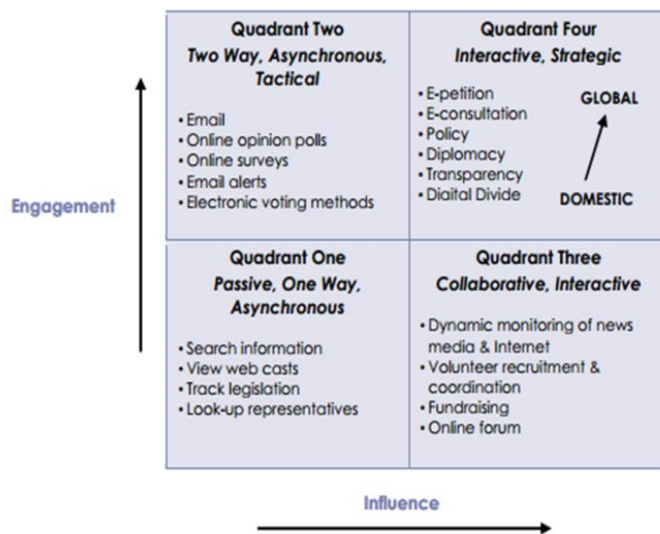 Quadrant Two
Two Way, Asynchronous,
Tactical
• Email
• Online opinion polls
• Online surveys
• Email alerts
• Electronic voting methods
Quadrant Four
Interactive, Strategic
• E-petition
• E-consultation
• Policy
• Diplomacy
• Transparency
• Diaital Divide
GLOBAL
DOMESTIC
Engagement
Quadrant One
Passive, One Way,
Asynchronous
• Search information
• View web casts
• Track legislation
• Look-up representatives
Quadrant Three
Collaborative, Interactive
• Dynamic monitoring of news
media & Internet
• Volunteer recruitment &
coordination
• Fundraising
• Online forum
Influence